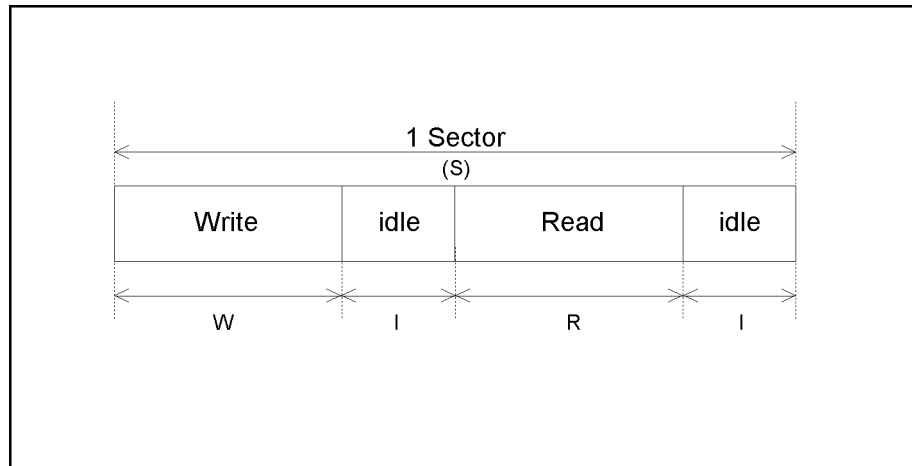 1 Sector
(S)
Write idle Read idle
W I R I